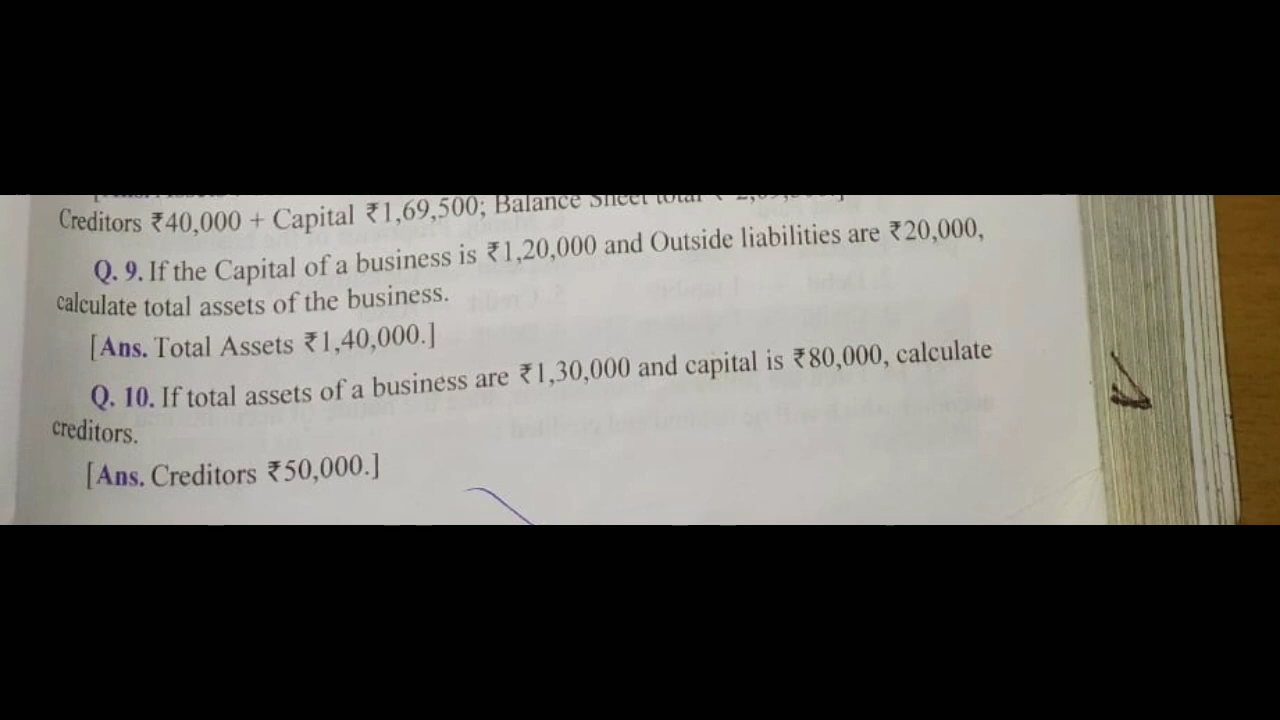 Creditors ₹40,000 + Capital ₹1,69,500; Balance Sheet total ₹
Q. 9. If the Capital of a business is ₹1,20,000 and Outside liabilities are ₹20,000,
calculate total assets of the business.
[Ans. Total Assets ₹1,40,000.]
Q. 10. If total assets of a business are ₹1,30,000 and capital is ₹80,000, calculate
creditors.
[Ans. Creditors ₹50,000.]